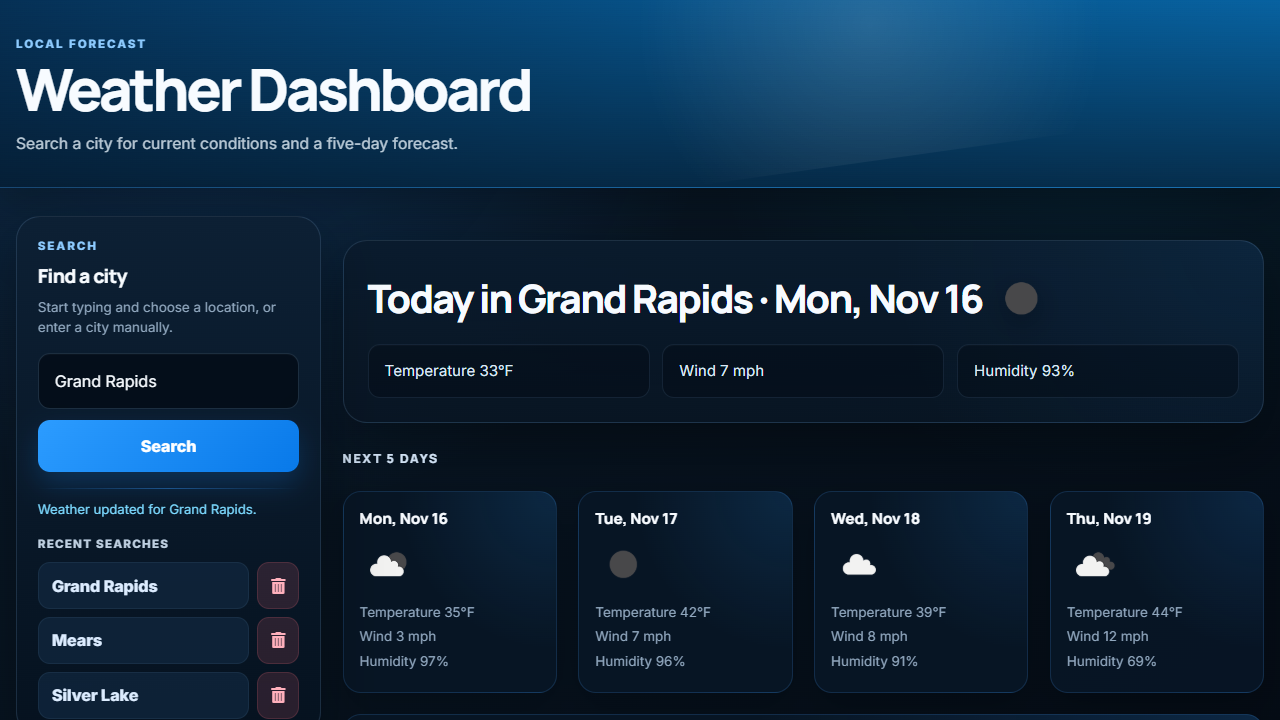 LOCAL FORECAST
Weather Dashboard
Search a city for current conditions and a five-day forecast.
SEARCH
Find a city
Start typing and choose a location, or
enter a city manually.
Grand Rapids
Search
Weather updated for Grand Rapids.
RECENT SEARCHES
Grand Rapids
Mears
Silver Lake
Today in Grand Rapids · Mon, Nov 16
Temperature 33°F
Wind 7 mph
Humidity 93%
NEXT 5 DAYS
Mon, Nov 16
Temperature 35°F
Wind 3 mph
Humidity 97%
Tue, Nov 17
Temperature 42°F
Wind 7 mph
Humidity 96%
Wed, Nov 18
Temperature 39°F
Wind 8 mph
Humidity 91%
Thu, Nov 19
Temperature 44°F
Wind 12 mph
Humidity 69%